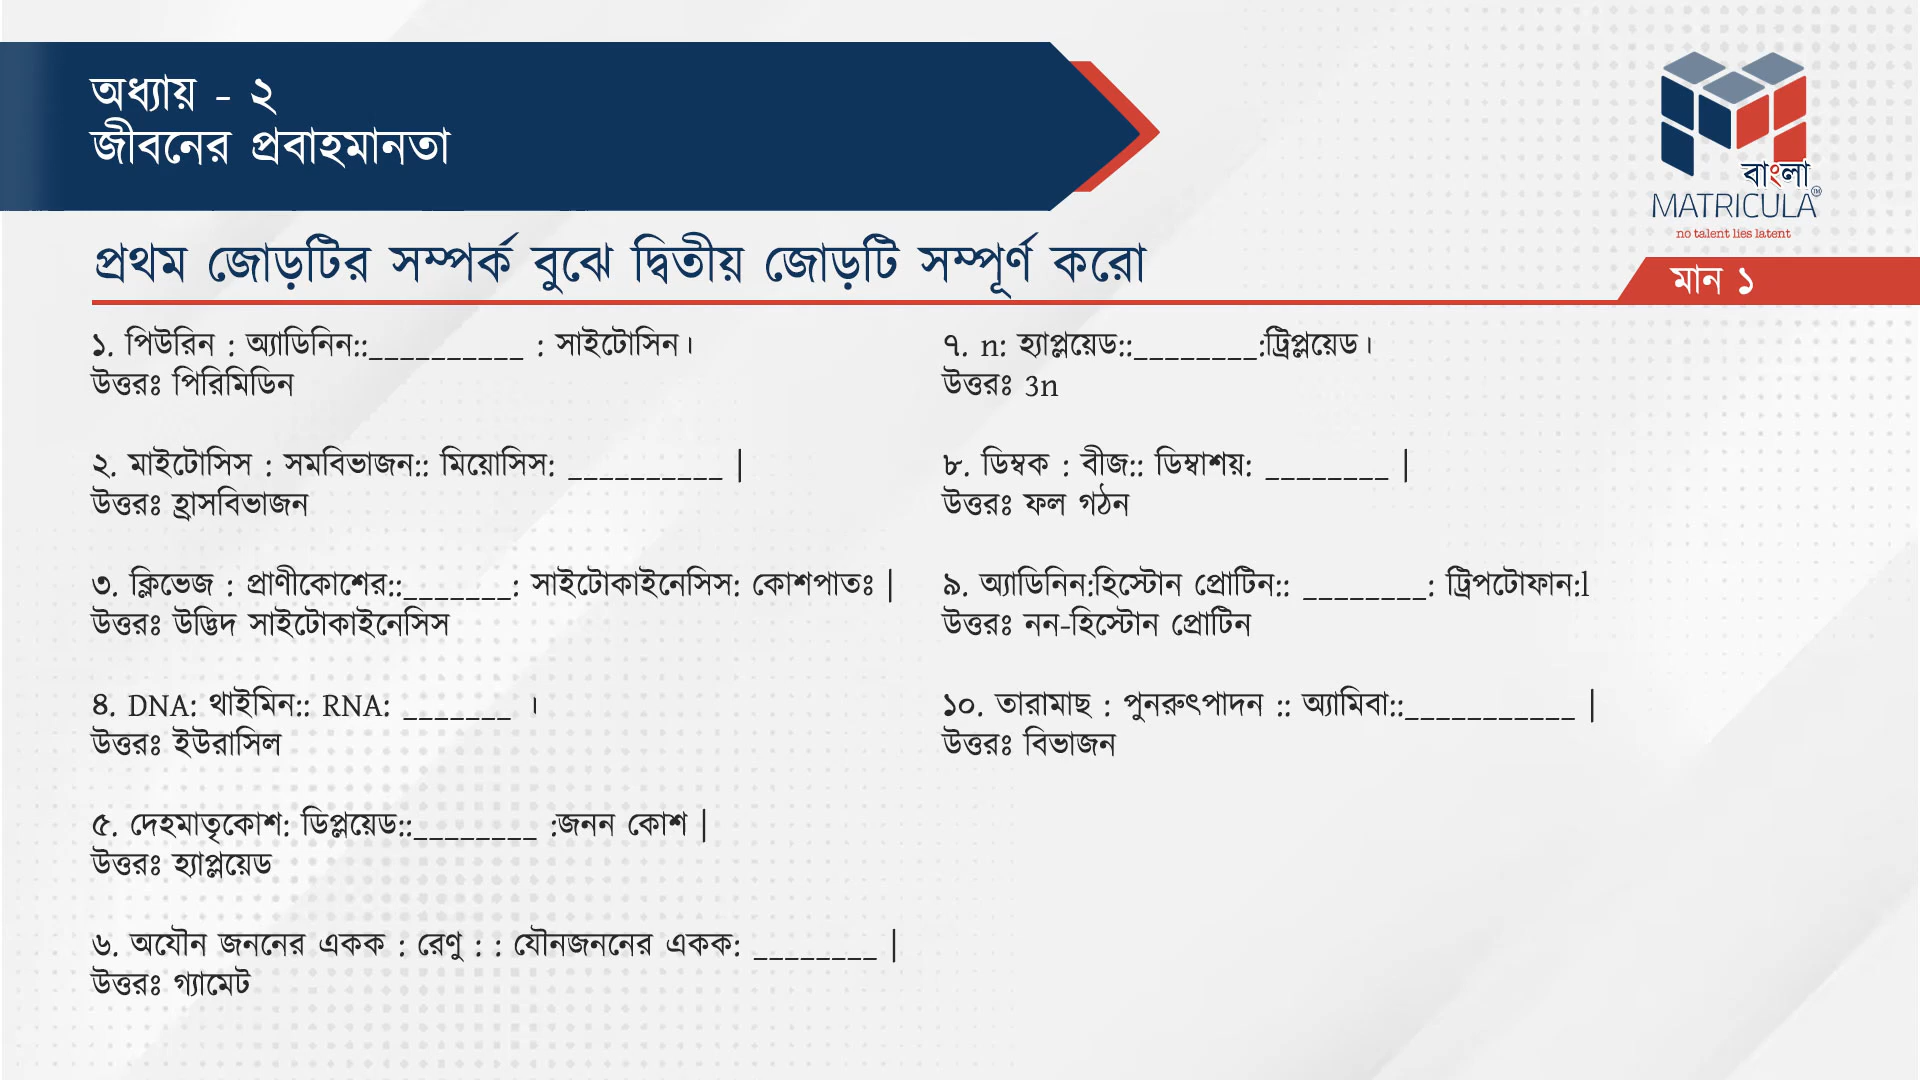 অধ্যায় - ২
জীবনের প্রবাহমানতা
বাংলা
MATRICULA
TM
no talent lies latent
প্রথম জোড়টির সম্পর্ক বুঝে দ্বিতীয় জোড়টি সম্পূর্ণ করো
মান ১
১. পিউরিন : অ্যাডিনিন::__________ : সাইটোসিন।
উত্তরঃ পিরিমিডিন
২. মাইটোসিস : সমবিভাজন:: মিয়োসিস: __________ |
উত্তরঃ হ্রাসবিভাজন
৩. ক্লিভেজ : প্রাণীকোশের::_______: সাইটোকাইনেসিস: কোশপাতঃ |
উত্তরঃ উদ্ভিদ সাইটোকাইনেসিস
৪. DNA: থাইমিন:: RNA: _______ ।
উত্তরঃ ইউরাসিল
৫. দেহমাতৃকোশ: ডিপ্লয়েড::________ :জনন কোশ |
উত্তরঃ হ্যাপ্লয়েড
৬. অযৌন জননের একক : রেণু : : যৌনজননের একক: ________ |
উত্তরঃ গ্যামেট
৭. n: হ্যাপ্লয়েড::________:ট্রিপ্লয়েড।
উত্তরঃ 3n
৮. ডিম্বক : বীজ:: ডিম্বাশয়: ________ |
উত্তরঃ ফল গঠন
৯. অ্যাডিনিন:হিস্টোন প্রোটিন:: ________: ট্রিপটোফান:l
উত্তরঃ নন-হিস্টোন প্রোটিন
১০. তারামাছ : পুনরুৎপাদন :: অ্যামিবা::___________ |
উত্তরঃ বিভাজন